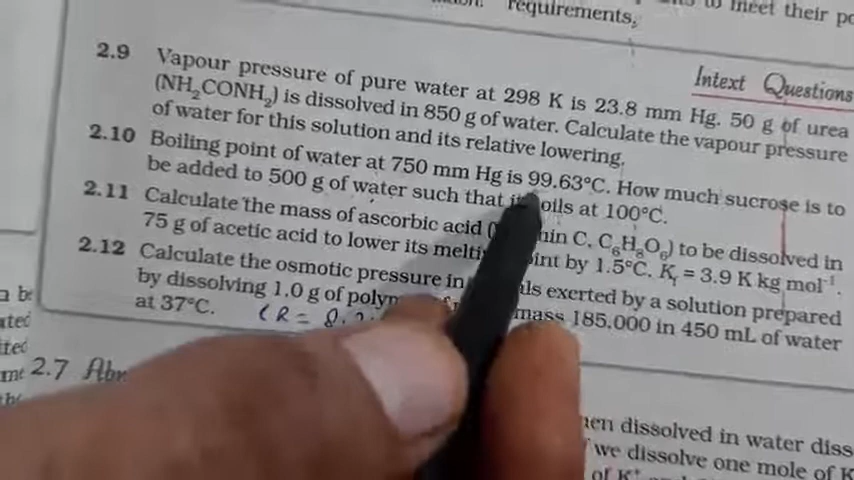 requirements,
to meet their
Intext Questions
2.9 Vapour pressure of pure water at 298 K is 23.8 mm Hg. 50 g of urea
(NH₂CONH₂) is dissolved in 850 g of water. Calculate the vapour pressure
of water for this solution and its relative lowering.
2.10 Boiling point of water at 750 mm Hg is 99.63°C. How much sucrose is to
be added to 500 g of water such that it boils at 100°C.
2.11 Calculate the mass of ascorbic acid ( C, C₆H₈O₆) to be dissolved in
75 g of acetic acid to lower its melting point by 1.5°C. Kf = 3.9 K kg mol⁻¹.
2.12 Calculate the osmotic pressure in exerted by a solution prepared
by dissolving 1.0 g of mass 185,000 in 450 mL of water
at 37°C. (R = 8.
2.7
when dissolved in water
we dissolve one mole of K
of K⁺